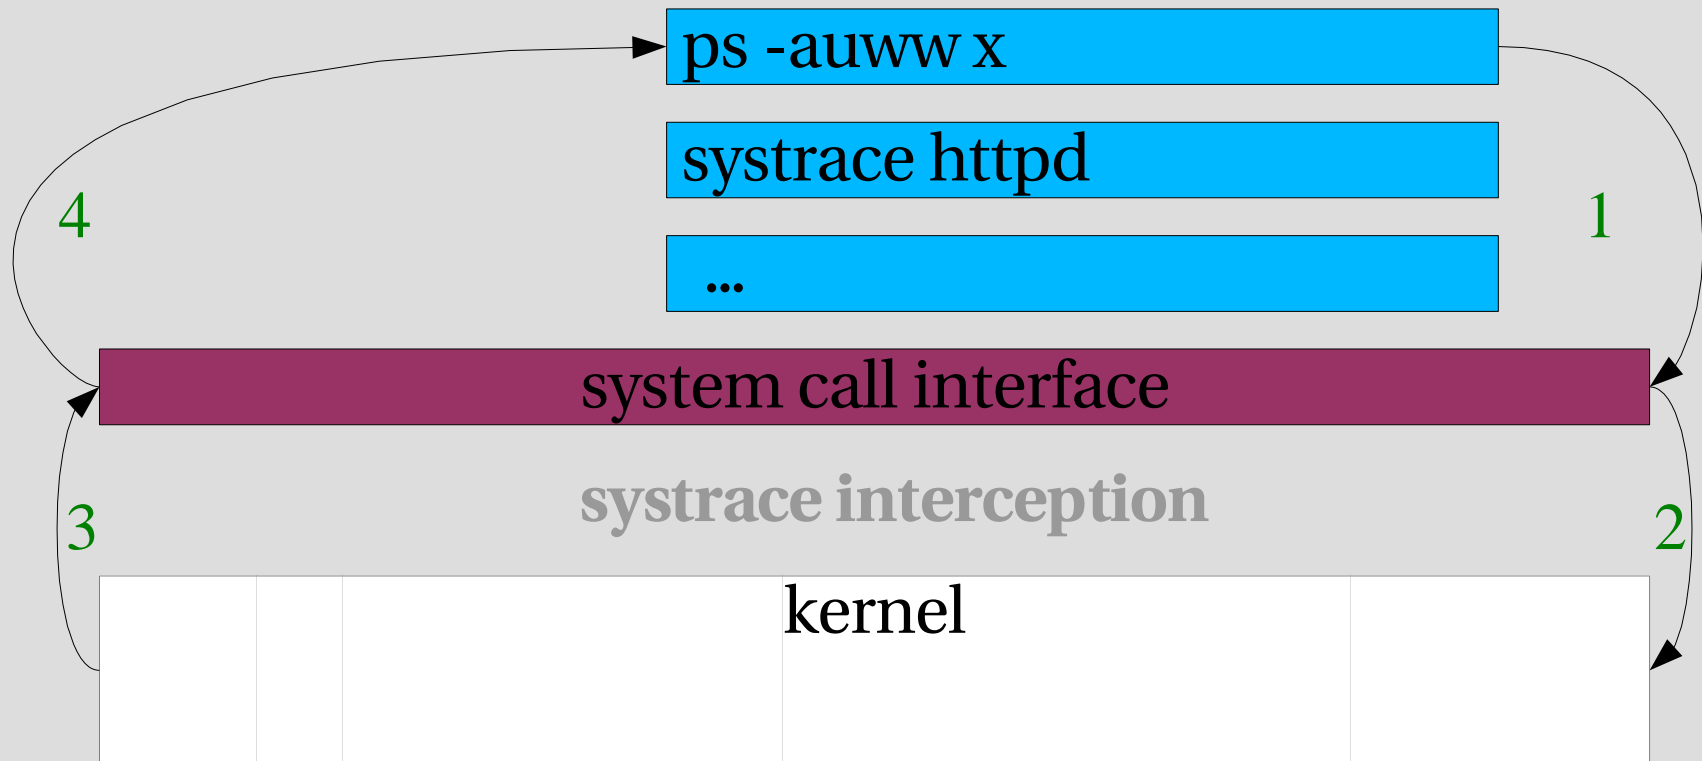 ps -auww x
systrace httpd
4
1
...
system call interface
systrace interception
3
2
kernel